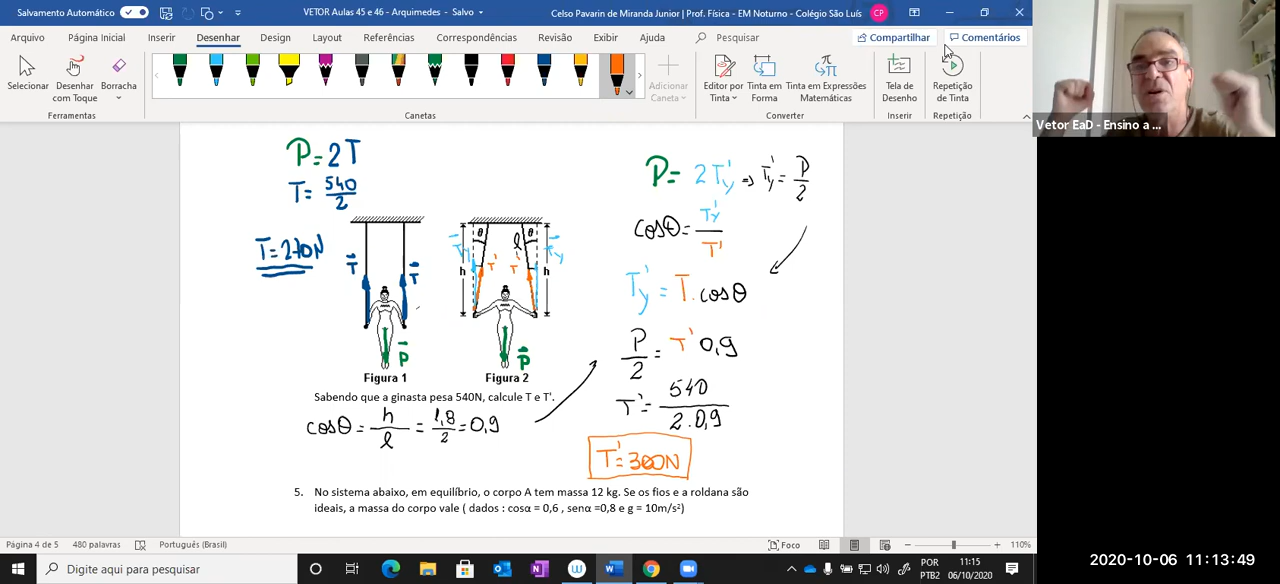 Salvamento Automático
VETOR Aulas 45 e 46 - Arquimedes - Salvo
Celso Pavarin de Miranda Junior| Prof. Física - EM Noturno - Colégio São Luís
CP
Arquivo Página Inicial Inserir Desenhar Design Layout Referências Correspondências Revisão Exibir Ajuda Pesquisar
Compartilhar Comentários
Selecionar
Desenhar com Toque
Borracha
Adicionar Caneta
Editor por Tinta
Tinta em Forma
Tinta em Expressões Matemáticas
Tela de Desenho
Repetição de Tinta
Ferramentas Canetas Converter Inserir Repetição
Vetor EaD - Ensino a ...
P = 2T
T = 540/2
T = 270N
T T
P
Figura 1
θ θ
l
h h
T'y T' T' T'y
P
Figura 2
Sabendo que a ginasta pesa 540N, calcule T e T'.
cosθ = h/l = 1,8/2 = 0,9
P = 2T'y => T'y = P/2
cosθ = Ty'/T'
Ty' = T . cosθ
P/2 = T' 0,9
T' = 540/2.0,9
T' = 300N
5. No sistema abaixo, em equilíbrio, o corpo A tem massa 12 kg. Se os fios e a roldana são
ideais, a massa do corpo vale ( dados : cosα = 0,6 , senα =0,8 e g = 10m/s²)
Página 4 de 5 480 palavras Português (Brasil) Foco 110%
Digite aqui para pesquisar
POR
PTB2
11:15
06/10/2020
2020-10-06 11:13:49